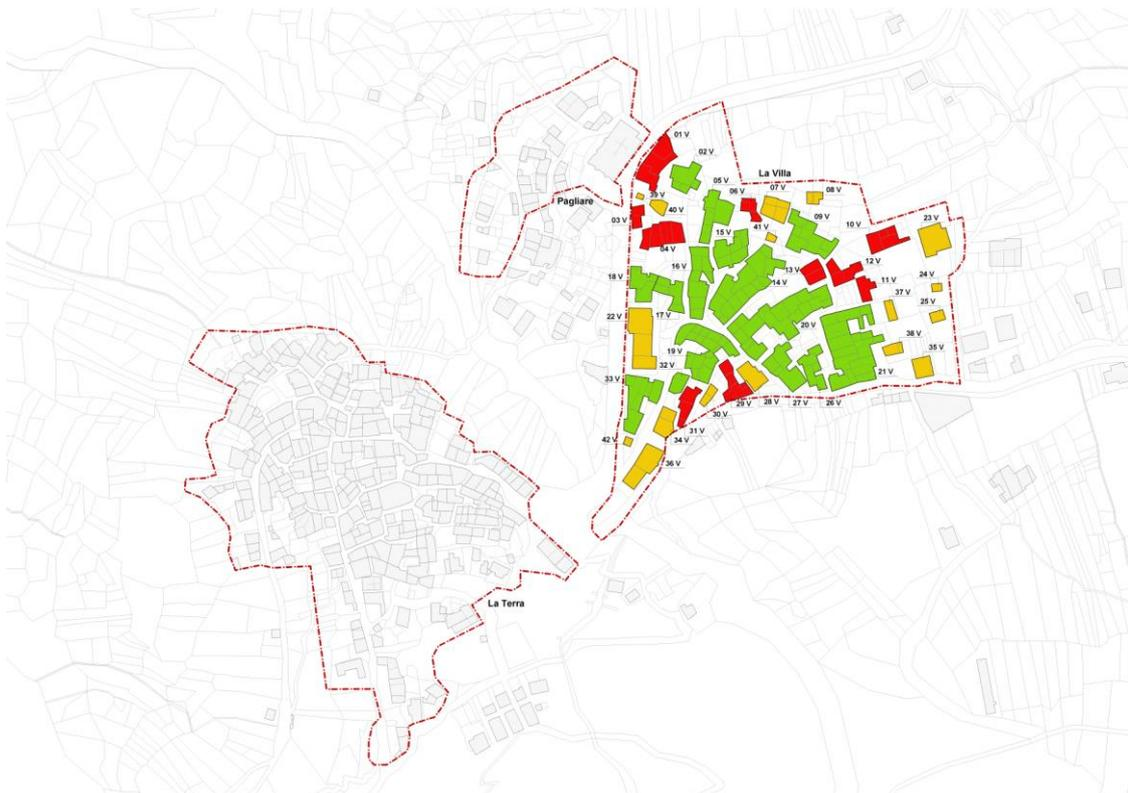 01 V
02 V
La Villa
05 V
07 V
08 V
06 V
39 V
Pagliare
40 V
09 V
10 V
23 V
03 V
41 V
15 V
04 V
12 V
16 V
13 V
18 V
24 V
11 V
14 V
37 V
25 V
22 V
17 V
20 V
38 V
19 V
35 V
32 V
21 V
33 V
29 V
28 V
27 V
26 V
30 V
31 V
42 V
34 V
36 V
La Terra